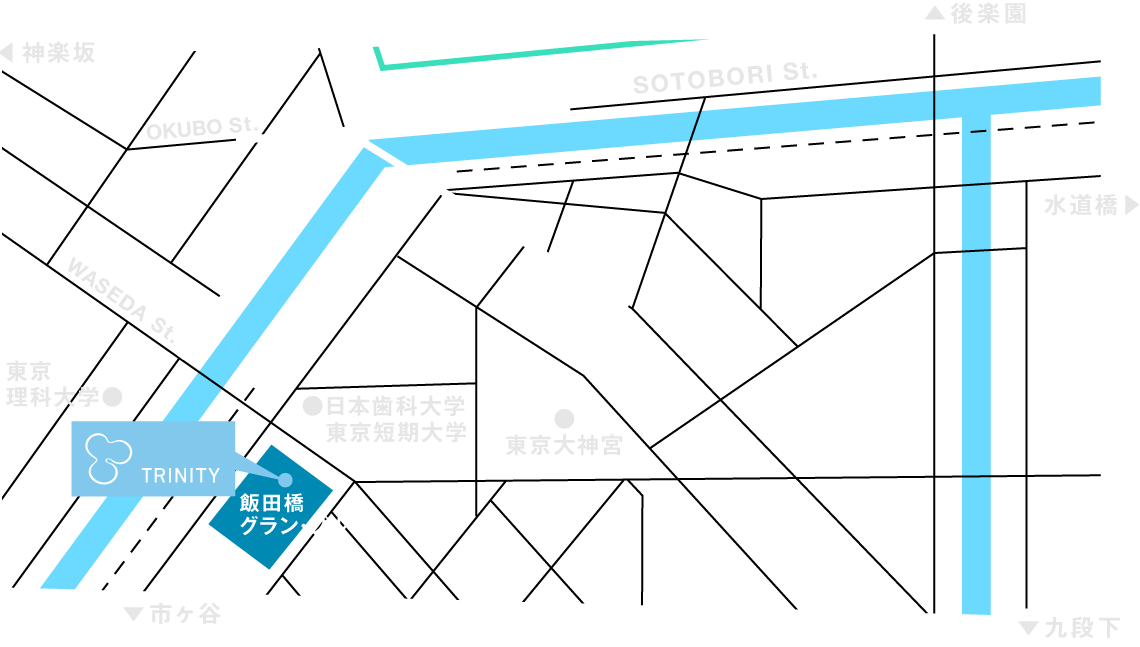 後楽園
神楽坂
SOTOBORI St.
OKUBO St.
水道橋
WASEDA St.
東京
理科大学
日本歯科大学
東京短期大学
東京大神宮
TRINITY
飯田橋
グラン
市ヶ谷
九段下